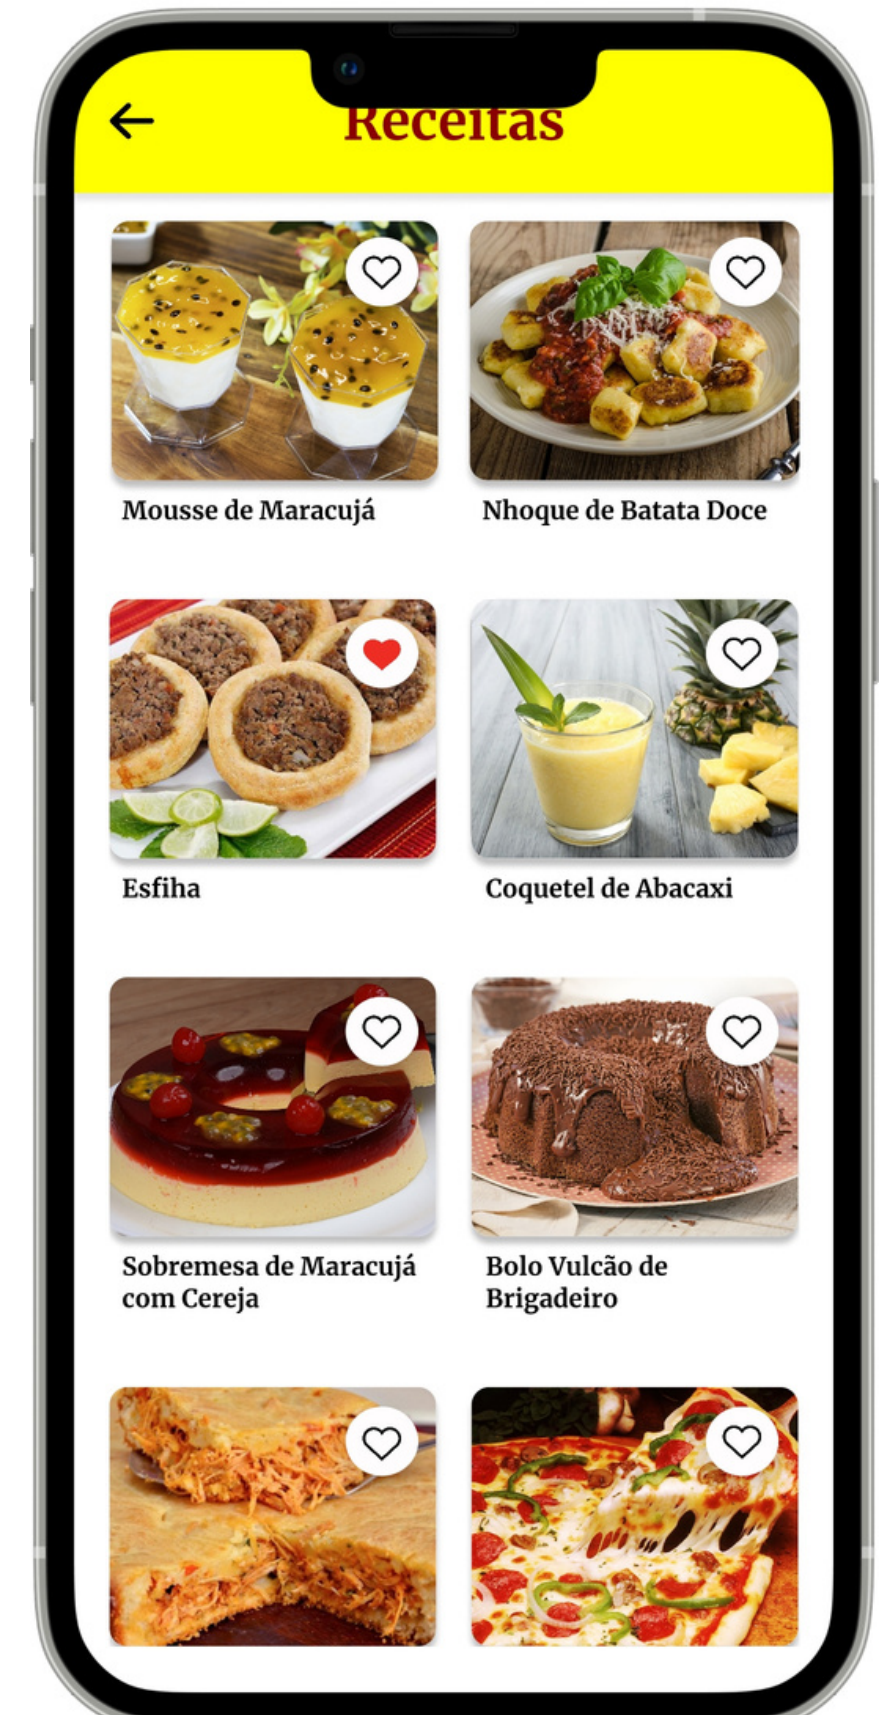 Receitas
Mousse de Maracujá
Nhoque de Batata Doce
Esfiha
Coquetel de Abacaxi
Sobremesa de Maracujá
com Cereja
Bolo Vulcão de
Brigadeiro